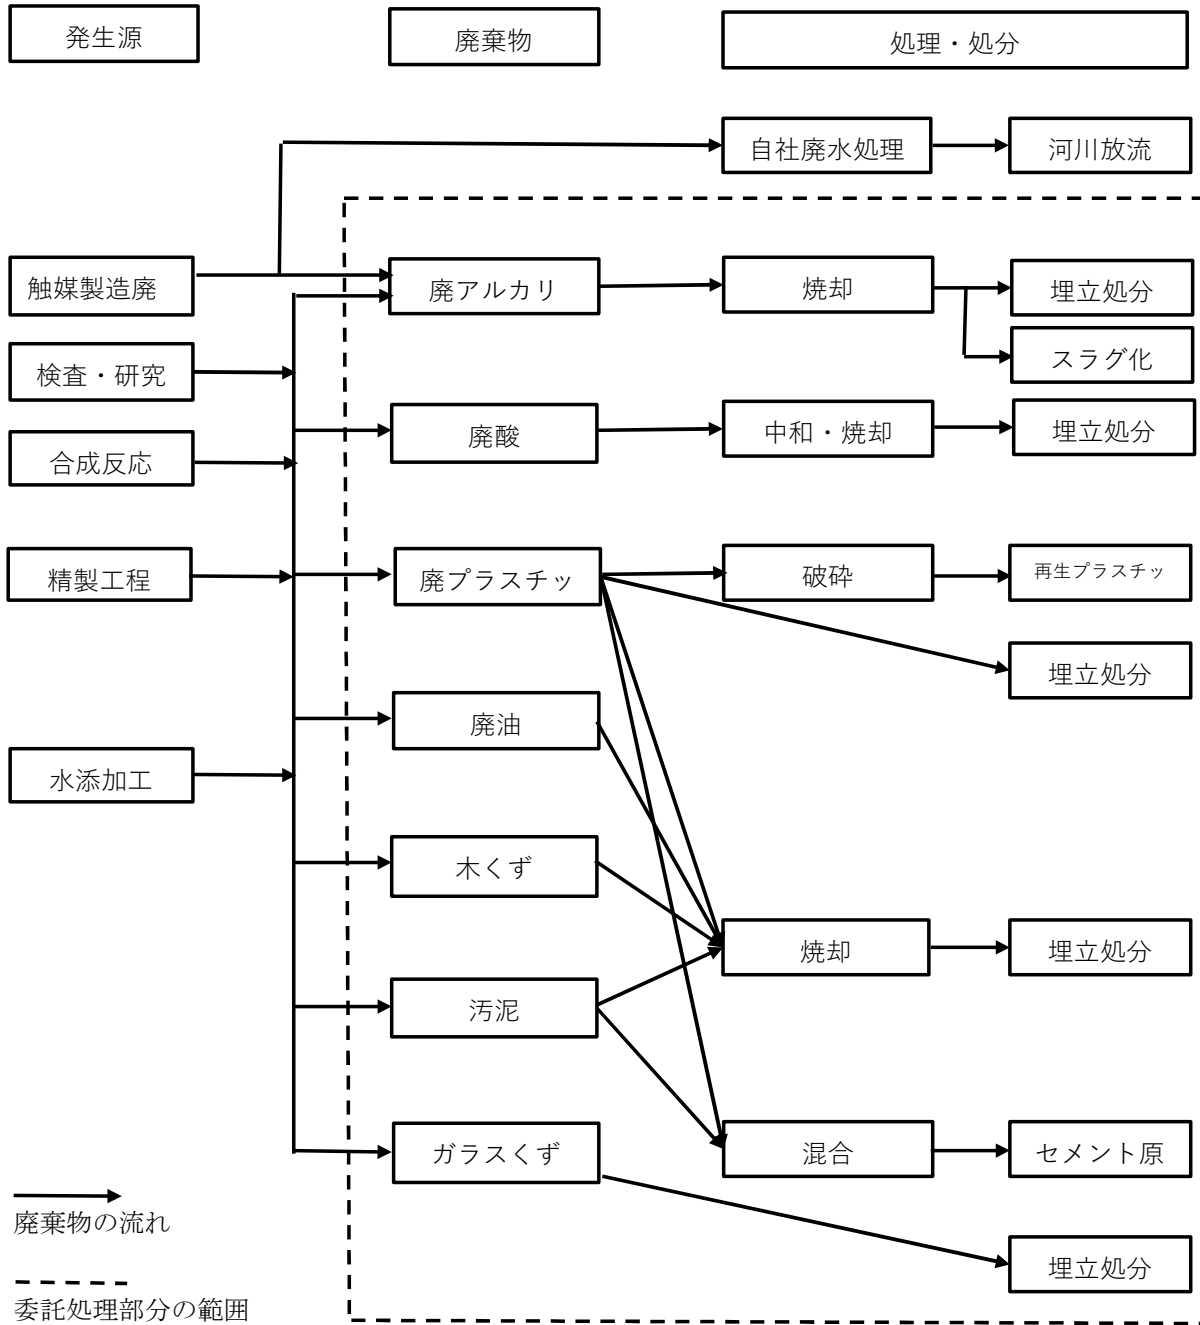 発生源
廃棄物
処理・処分
自社廃水処理
河川放流
触媒製造廃
廃アルカリ
焼却
埋立処分
スラグ化
検査・研究
廃酸
中和・焼却
埋立処分
合成反応
精製工程
廃プラスチッ
破砕
再生プラスチッ
埋立処分
廃油
水添加工
木くず
焼却
埋立処分
汚泥
ガラスくず
混合
セメント原
廃棄物の流れ
埋立処分
委託処理部分の範囲